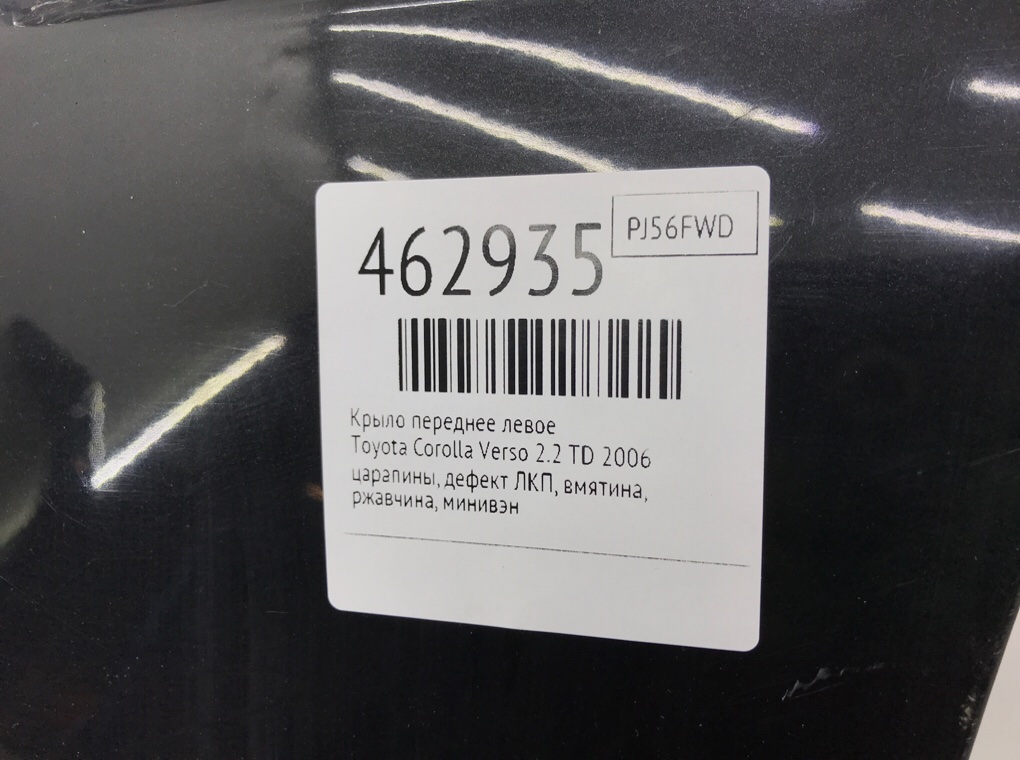 462935
PJ56FWD
Крыло переднее левое
Toyota Corolla Verso 2.2 TD 2006
царапины, дефект ЛКП, вмятина,
ржавчина, минивэн